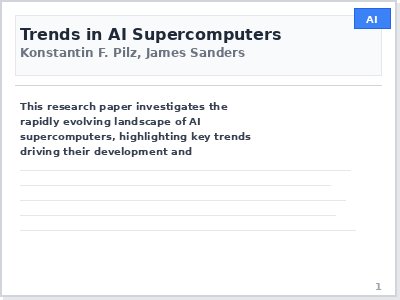 AI
Trends in AI Supercomputers
Konstantin F. Pilz, James Sanders
This research paper investigates the
rapidly evolving landscape of AI
supercomputers, highlighting key trends
driving their development and
1